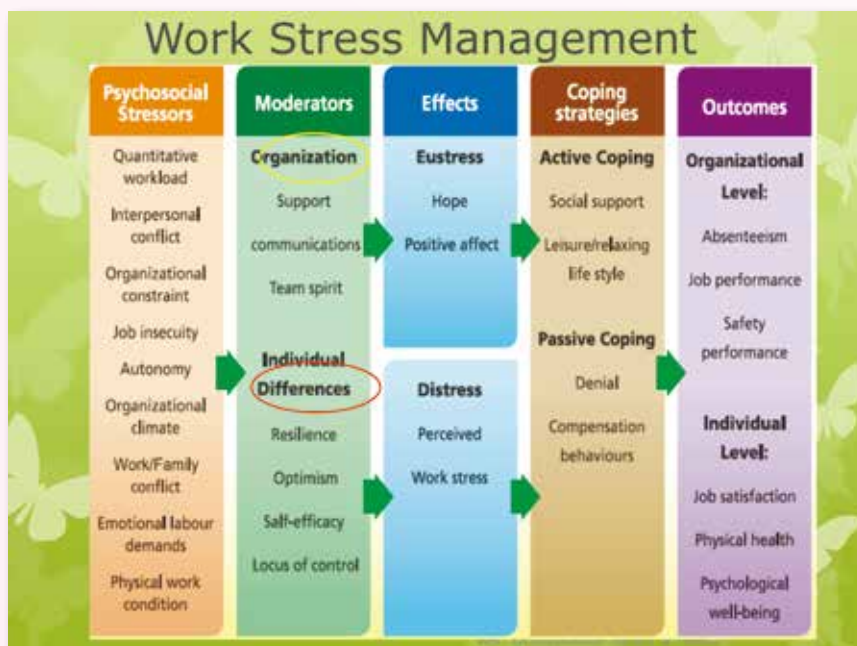 Work Stress Management
Psychosocial
Stressors
Quantitative
workload
Interpersonal
conflict
Organizational
constraint
Job insecuity
Autonomy
Organizational
climate
Work/Family
conflict
Emotional labour
demands
Physical work
condition
Moderators
Organization
Support
communications
Team spirit
Individual
Differences
Resilience
Optimism
Salf-efficacy
Locus of control
Effects
Eustress
Hope
Positive affect
Distress
Perceived
Work stress
Coping
strategies
Active Coping
Social support
Leisure/relaxing
life style
Passive Coping
Denial
Compensation
behaviours
Outcomes
Organizational
Level:
Absenteeism
Job performance
Safety
performance
Individual
Level:
Job satisfaction
Physical health
Psychological
well-being